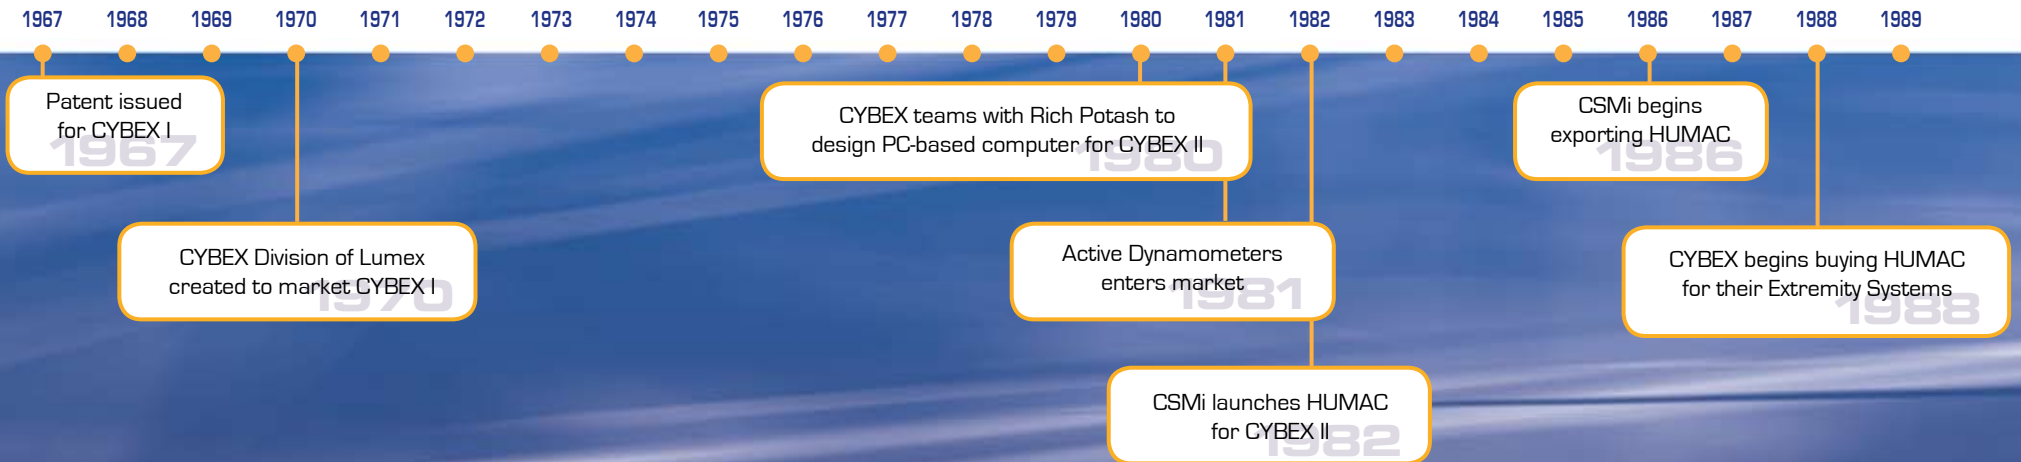 1967 1968 1969 1970 1971 1972 1973 1974 1975 1976 1977 1978 1979 1980 1981 1982 1983 1984 1985 1986 1987 1988 1989
Patent issued
for CYBEX I
1967
CYBEX Division of Lumex
created to market CYBEX I
1970
CYBEX teams with Rich Potash to
design PC-based computer for CYBEX II
1980
Active Dynamometers
enters market
1981
CSMi launches HUMAC
for CYBEX II
1982
CSMi begins
exporting HUMAC
1986
CYBEX begins buying HUMAC
for their Extremity Systems
1988